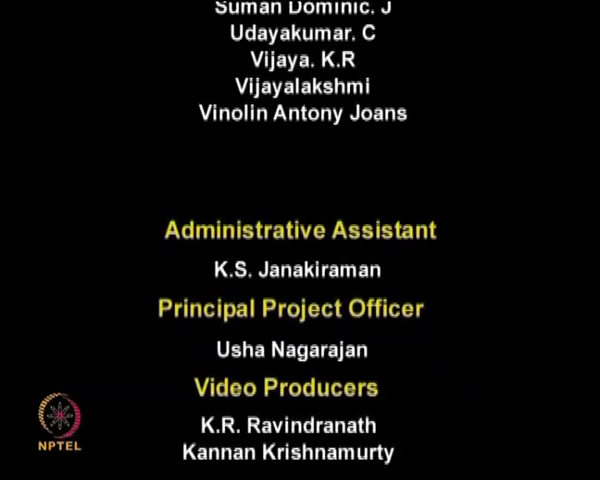 Suman Dominic. J
Udayakumar. C
Vijaya. K.R
Vijayalakshmi
Vinolin Antony Joans
Administrative Assistant
K.S. Janakiraman
Principal Project Officer
Usha Nagarajan
Video Producers
K.R. Ravindranath
Kannan Krishnamurty
NPTEL